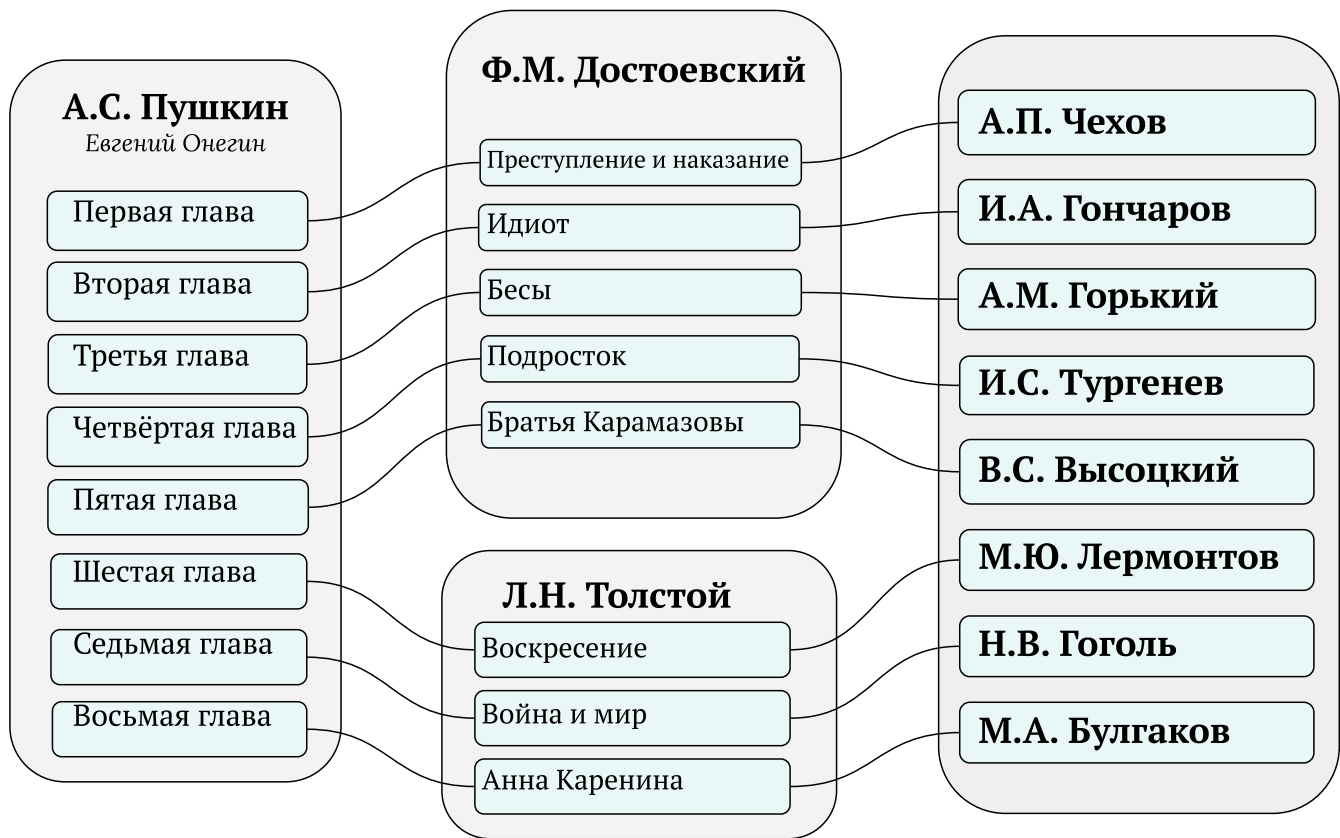 А.С. Пушкин
Евгений Онегин
Первая глава
Вторая глава
Третья глава
Четвёртая глава
Пятая глава
Шестая глава
Седьмая глава
Восьмая глава
Ф.М. Достоевский
Преступление и наказание
Идиот
Бесы
Подросток
Братья Карамазовы
Л.Н. Толстой
Воскресение
Война и мир
Анна Каренина
А.П. Чехов
И.А. Гончаров
А.М. Горький
И.С. Тургенев
В.С. Высоцкий
М.Ю. Лермонтов
Н.В. Гоголь
М.А. Булгаков